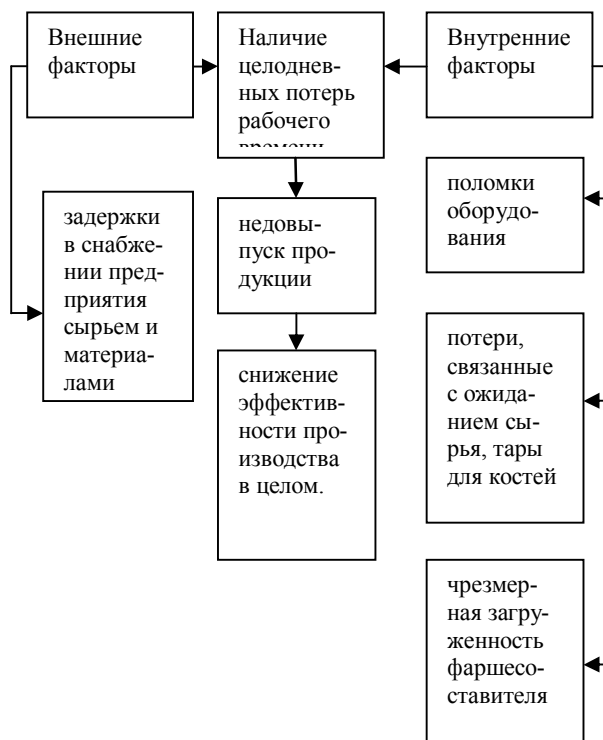 Внешние
факторы
Наличие
целоднев-
ных потерь
рабочего
времени
Внутренние
факторы
задержки
в снабже-
нии пред-
приятия
сырьем и
материа-
лами
недовы-
пуск про-
дукции
снижение
эффектив-
ности про-
изводства
в целом.
поломки
оборудо-
вания
потери,
связанные
с ожида-
нием сы-
рья, тары
для костей
чрезмер-
ная загру-
женность
фаршесо-
ставителя